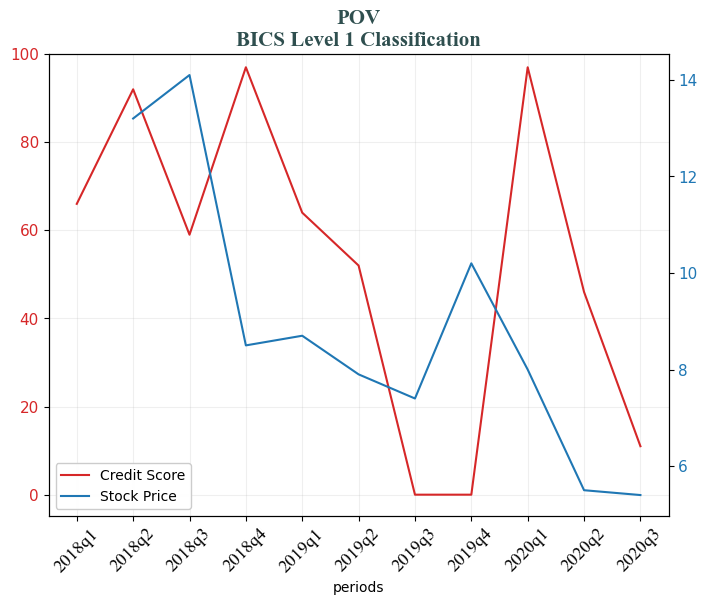 POV
BICS Level 1 Classification
100
80
60
40
20
0
14
12
10
8
6
Credit Score
Stock Price
2018q1
2018q2
2018q3
2018q4
2019q1
2019q2
2019q3
2019q4
2020q1
2020q2
2020q3
periods